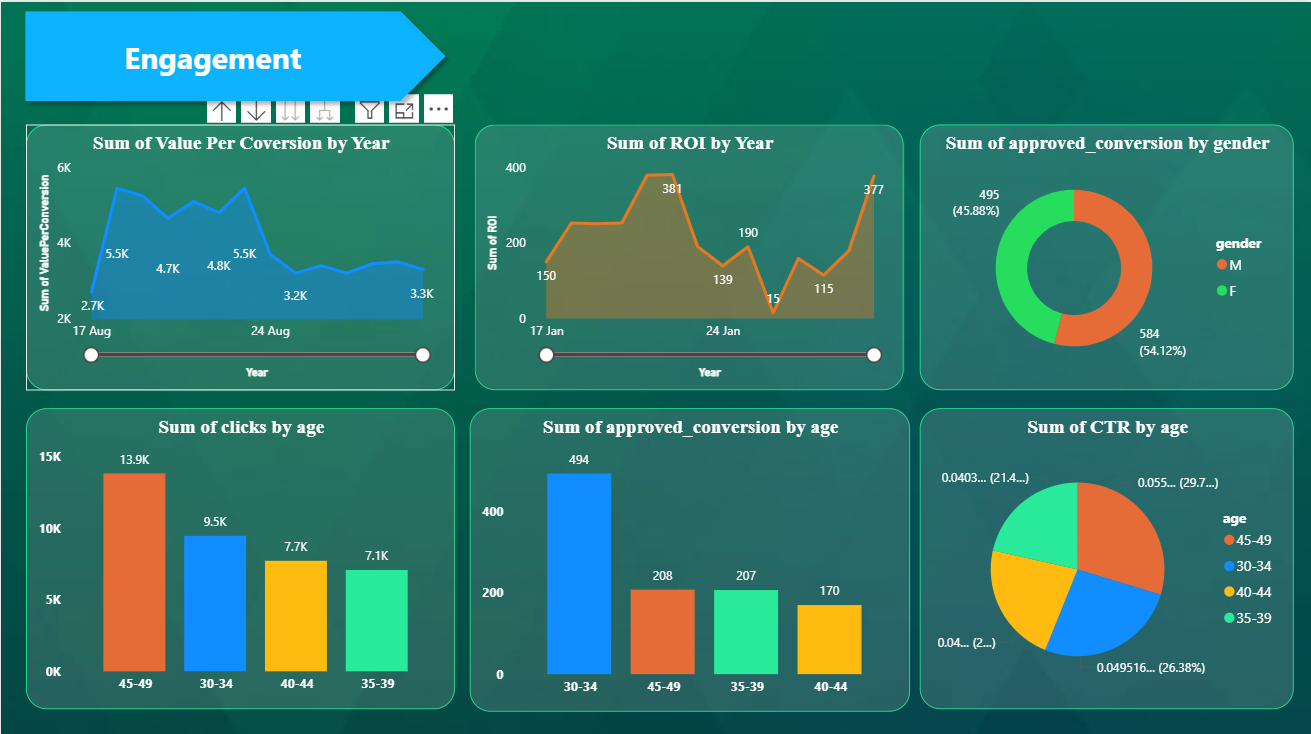 Engagement
Sum of Value Per Coversion by Year
6K
4K
2K
Sum of ValuePerConversion
2.7K
5.5K
4.7K
4.8K
5.5K
3.2K
3.3K
17 Aug
24 Aug
Year
Sum of ROI by Year
400
200
0
Sum of ROI
150
381
139
190
15
115
377
17 Jan
24 Jan
Year
Sum of approved_conversion by gender
495
(45.88%)
584
(54.12%)
gender
M
F
Sum of clicks by age
15K
10K
5K
0K
13.9K
9.5K
7.7K
7.1K
45-49
30-34
40-44
35-39
Sum of approved_conversion by age
400
200
0
494
208
207
170
30-34
45-49
35-39
40-44
Sum of CTR by age
0.0403... (21.4...)
0.055... (29.7...)
0.04... (2...)
0.049516... (26.38%)
age
45-49
30-34
40-44
35-39